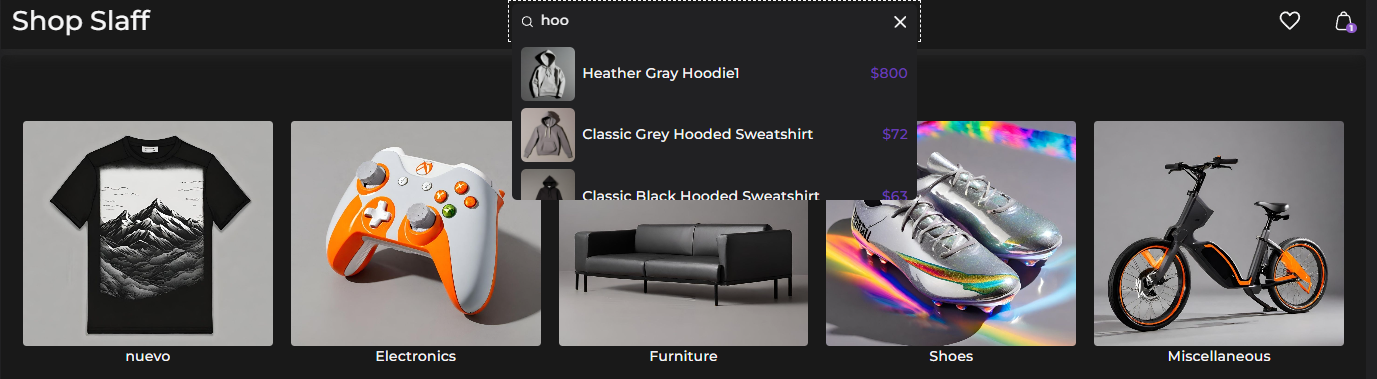 Shop Slaff
hoo
1
Heather Gray Hoodie1 $800
Classic Grey Hooded Sweatshirt $72
Classic Black Hooded Sweatshirt $63
nuevo
Electronics
Furniture
Shoes
Miscellaneous